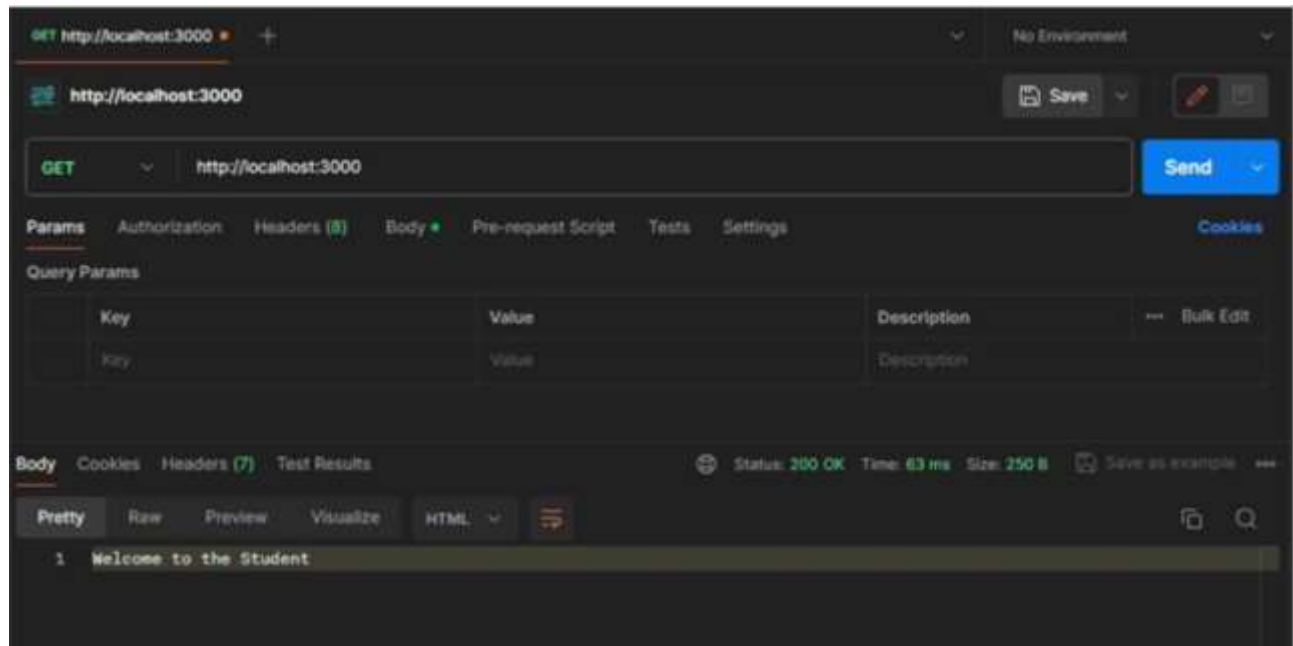 GET http://localhost:3000 +
No Environment
http://localhost:3000
Save
GET http://localhost:3000 Send
Params Authorization Headers (8) Body Pre-request Script Tests Settings Cookies
Query Params
Key Value Description Bulk Edit
Key Value Description
Body Cookies Headers (7) Test Results Status: 200 OK Time: 63 ms Size: 250 B Save as example
Pretty Raw Preview Visualize HTML
1 Welcome to the Student